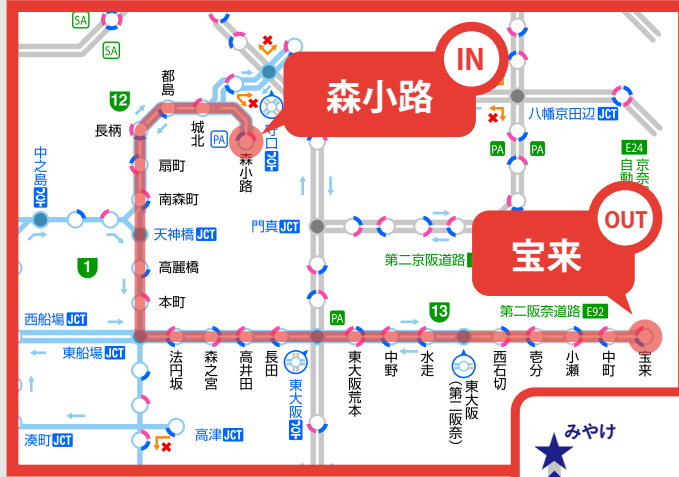 SA
SA
都島
12
IN
森小路
長柄
城北
PA
守口JCT
森小路
八幡京田辺JCT
PA
PA
E24
京奈
自動
扇町
中之島JCT
南森町
天神橋JCT
門真JCT
OUT
宝来
1
高麗橋
第二京阪道路
本町
西船場JCT
PA
13
第二阪奈道路 E92
東船場JCT
法円坂
森之宮
高井田
長田
東大阪JCT
東大阪荒本
中野
水走
東大阪
(第二阪奈)
西石切
壱分
小瀬
中町
宝来
湊町JCT
高津JCT
みやけ